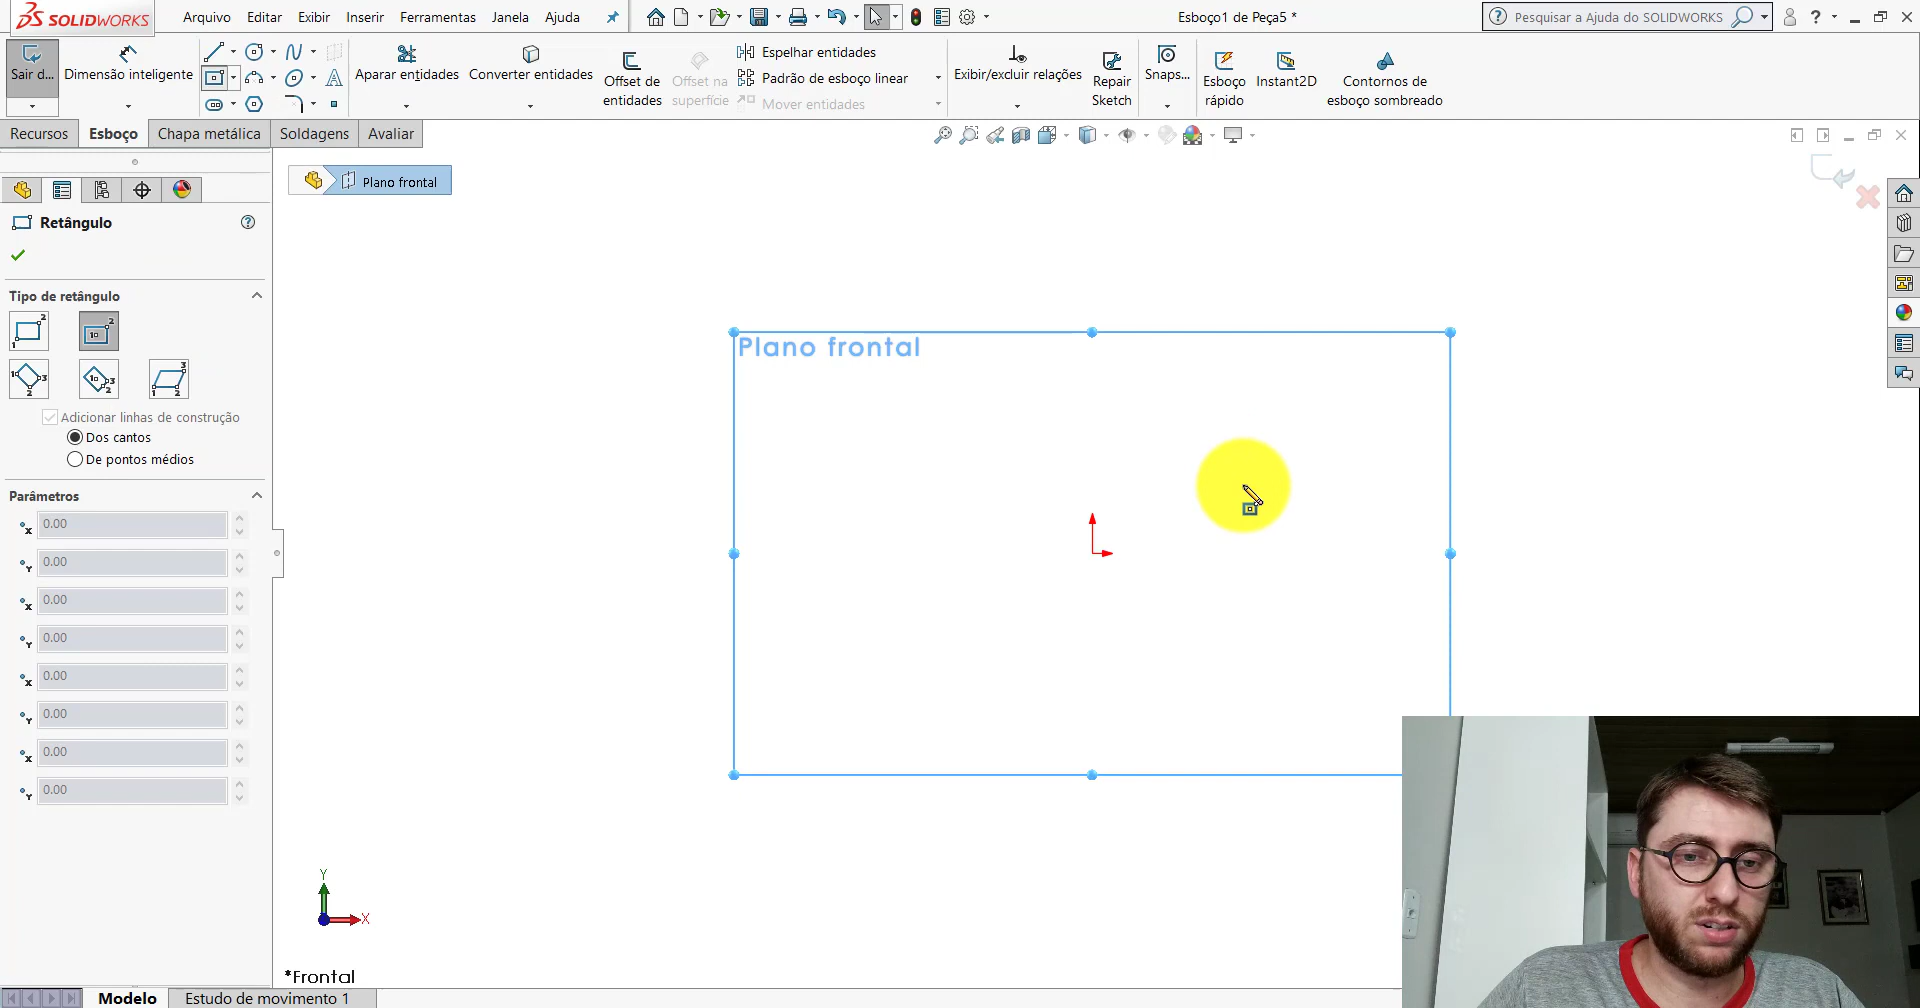 SOLIDWORKS
Arquivo Editar Exibir Inserir Ferramentas Janela Ajuda
Esboço1 de Peça5 *
Pesquisar a Ajuda do SOLIDWORKS
Sair d...
Dimensão inteligente
Aparar entidades
Converter entidades
Offset de entidades
Offset na superfície
Espelhar entidades
Padrão de esboço linear
Mover entidades
Exibir/excluir relações
Repair Sketch
Snaps...
Esboço rápido
Instant2D
Contornos de esboço sombreado
Recursos Esboço Chapa metálica Soldagens Avaliar
Plano frontal
Retângulo
Tipo de retângulo
Adicionar linhas de construção
Dos cantos
De pontos médios
Parâmetros
0.00
0.00
0.00
0.00
0.00
0.00
0.00
0.00
Plano frontal
Y
X
*Frontal
Modelo Estudo de movimento 1